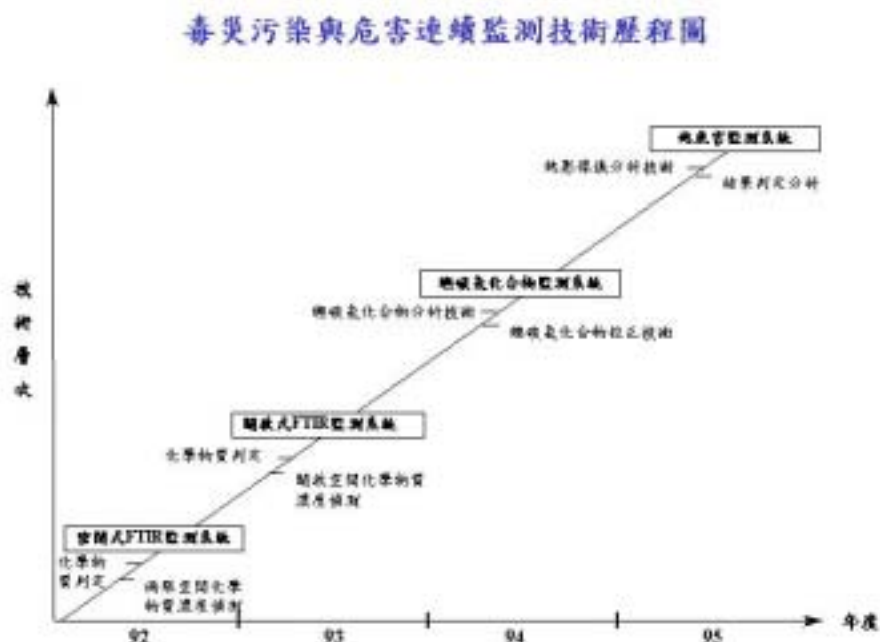 毒災污染與危害連續監測技術歷程圖
熱危害監測系統
熱影像儀分析技術
結果判定分析
總碳氫化合物監測系統
總碳氫化合物分析技術
總碳氫化合物校正技術
技
術
層
次
開放式FTIR監測系統
化學物質判定
開放空間化學物質
濃度偵測
密閉式FTIR監測系統
化學物
質判定
空間化學
物質濃度偵測
92
93
94
95
年度